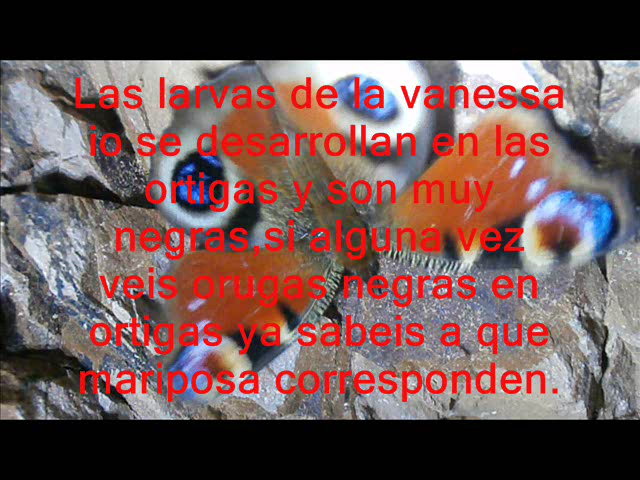 Las larvas de la vanessa
io se desarrollan en las
ortigas y son muy
negras,si alguna vez
veis orugas negras en
ortigas ya sabeis a que
mariposa corresponden.